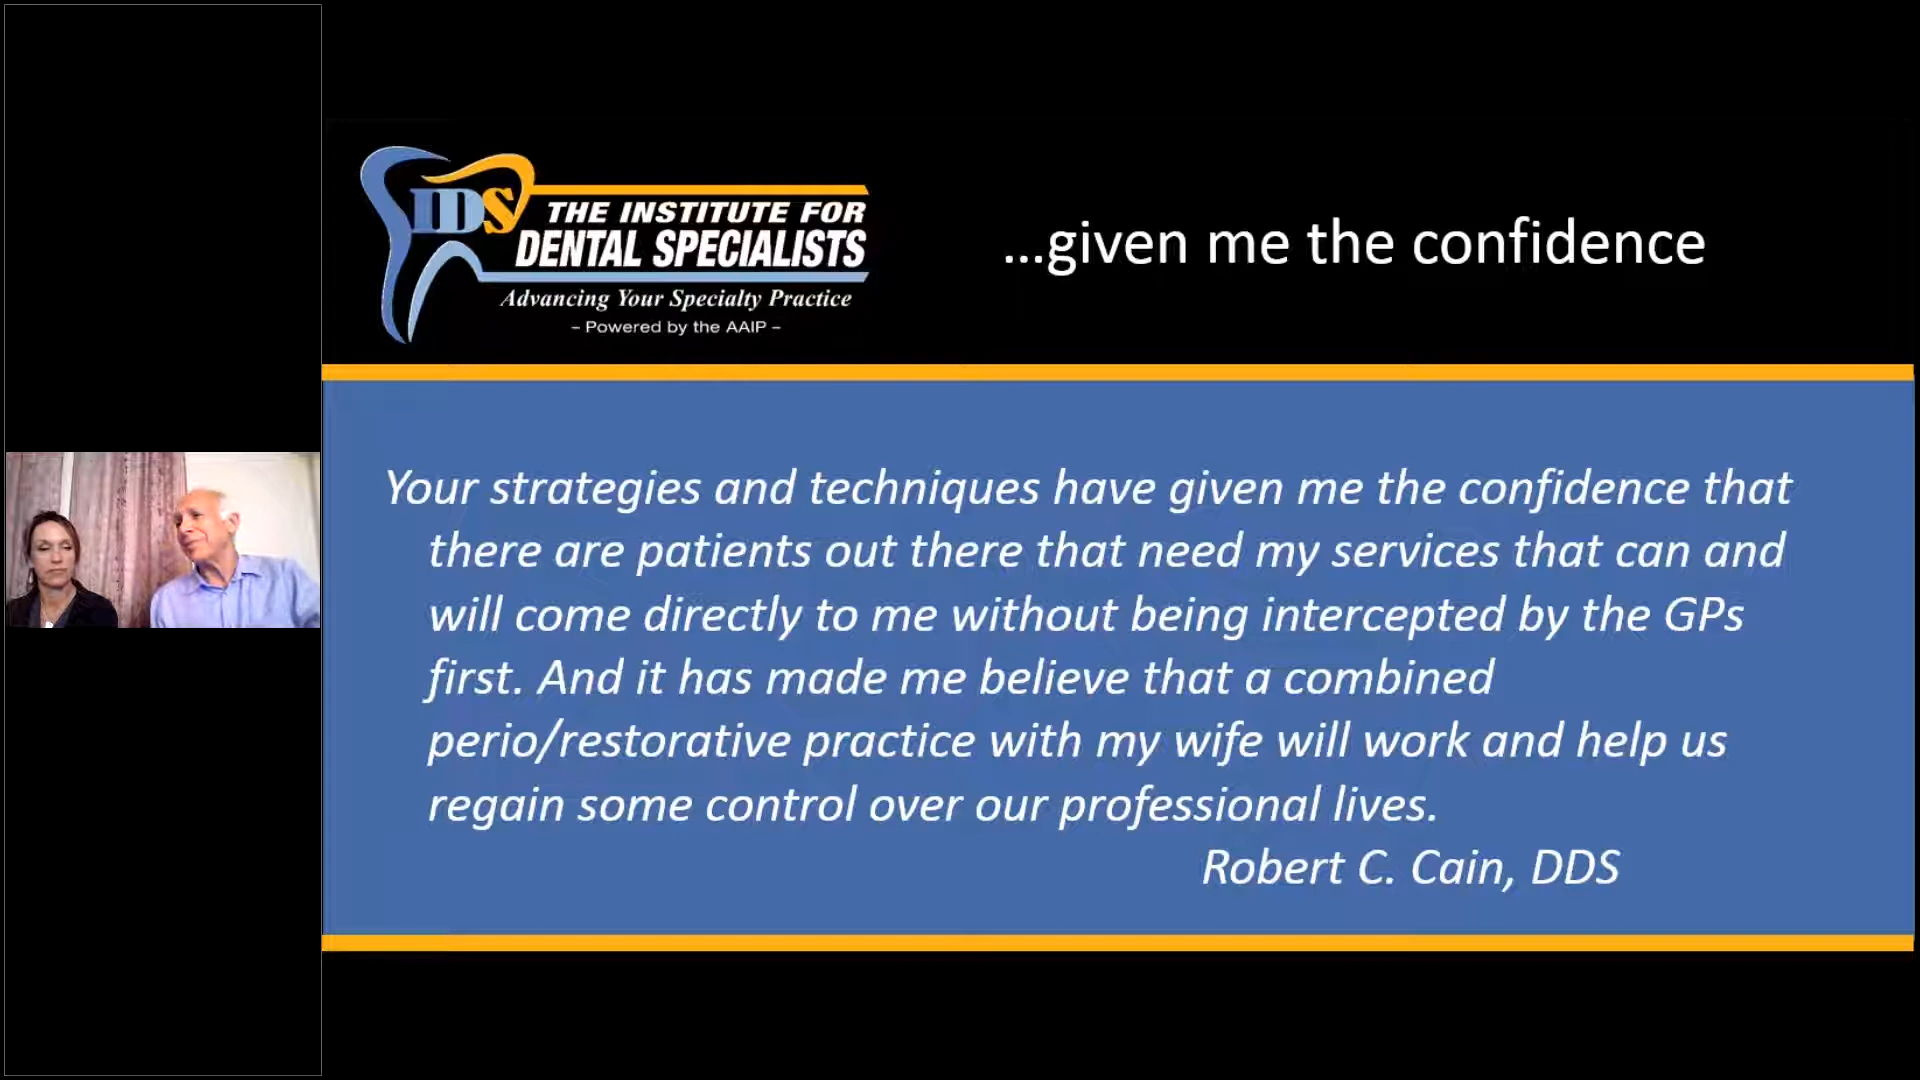 IDS
THE INSTITUTE FOR
DENTAL SPECIALISTS
Advancing Your Specialty Practice
– Powered by the AAIP –
...given me the confidence
Your strategies and techniques have given me the confidence that
there are patients out there that need my services that can and
will come directly to me without being intercepted by the GPs
first. And it has made me believe that a combined
perio/restorative practice with my wife will work and help us
regain some control over our professional lives.
Robert C. Cain, DDS